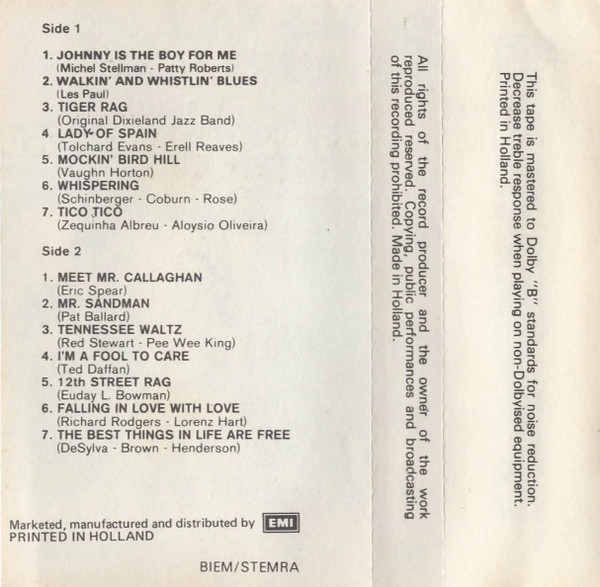 Side 1
1. JOHNNY IS THE BOY FOR ME
(Michel Stellman - Patty Roberts)
2. WALKIN' AND WHISTLIN' BLUES
(Les Paul)
3. TIGER RAG
(Original Dixieland Jazz Band)
4 LADY OF SPAIN
(Tolchard Evans - Erell Reaves)
5. MOCKIN' BIRD HILL
(Vaughn Horton)
6. WHISPERING
(Schinberger - Coburn - Rose)
7. TICO TICO
(Zequinha Albreu - Aloysio Oliveira)
Side 2
1. MEET MR. CALLAGHAN
(Eric Spear)
2. MR. SANDMAN
(Pat Ballard)
3. TENNESSEE WALTZ
(Red Stewart - Pee Wee King)
4. I'M A FOOL TO CARE
(Ted Daffan)
5. 12th STREET RAG
(Euday L. Bowman)
6. FALLING IN LOVE WITH LOVE
(Richard Rodgers - Lorenz Hart)
7. THE BEST THINGS IN LIFE ARE FREE
(DeSylva - Brown - Henderson)
Marketed, manufactured and distributed by EMI
PRINTED IN HOLLAND
BIEM/STEMRA
All rights of the record producer and the owner of the work
reproduced reserved. Copying, public performances and broadcasting
of this recording prohibited. Made in Holland.
This tape is mastered to Dolby "B" standards for noise reduction.
Decrease treble response when playing on non-Dolbyised equipment.
Printed in Holland.